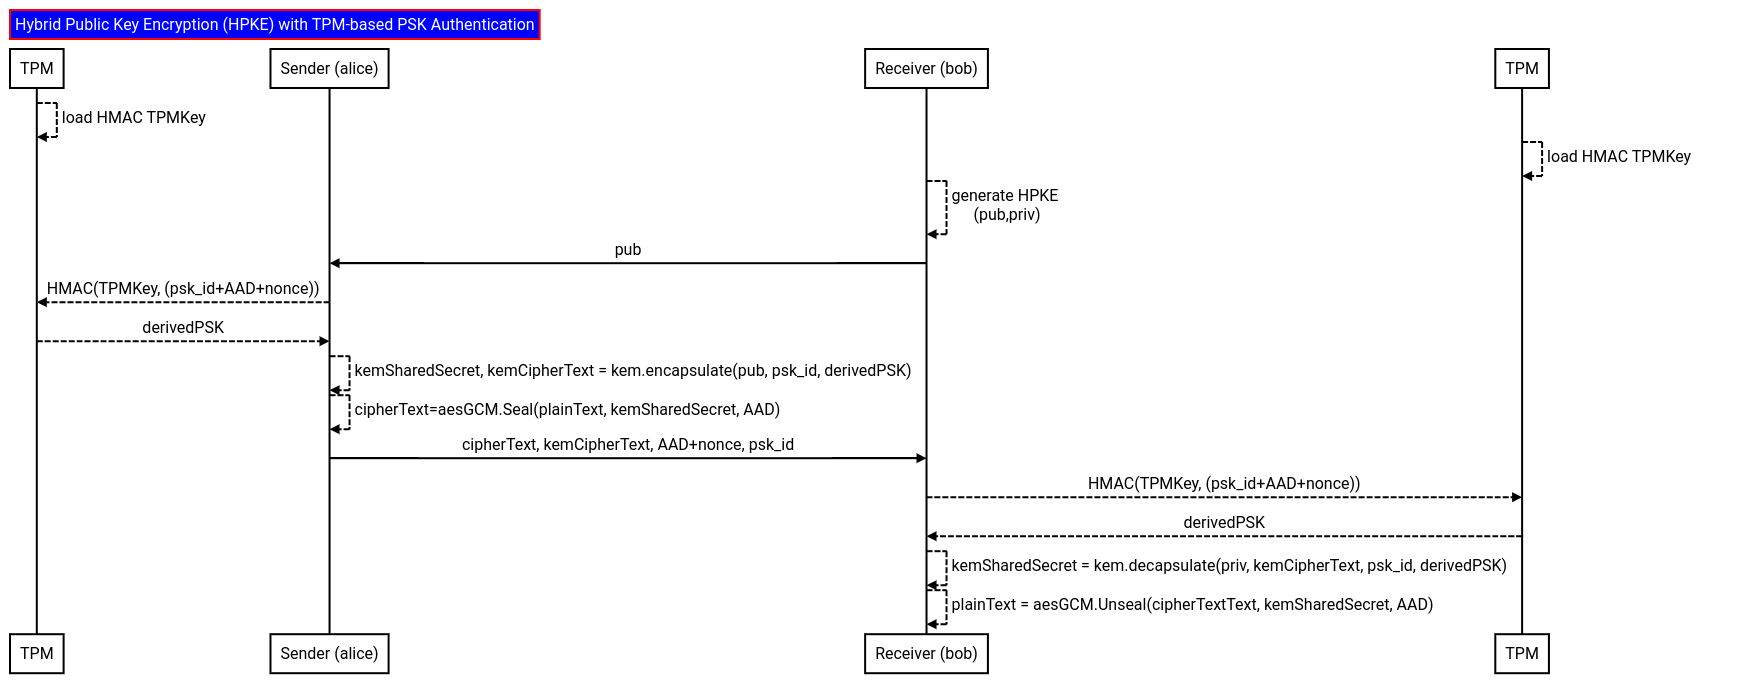 Hybrid Public Key Encryption (HPKE) with TPM-based PSK Authentication
TPM
Sender (alice)
Receiver (bob)
TPM
load HMAC TPMKey
load HMAC TPMKey
generate HPKE
(pub,priv)
pub
HMAC(TPMKey, (psk_id+AAD+nonce))
derivedPSK
kemSharedSecret, kemCipherText = kem.encapsulate(pub, psk_id, derivedPSK)
cipherText=aesGCM.Seal(plainText, kemSharedSecret, AAD)
cipherText, kemCipherText, AAD+nonce, psk_id
HMAC(TPMKey, (psk_id+AAD+nonce))
derivedPSK
kemSharedSecret = kem.decapsulate(priv, kemCipherText, psk_id, derivedPSK)
plainText = aesGCM.Unseal(cipherTextText, kemSharedSecret, AAD)
TPM
Sender (alice)
Receiver (bob)
TPM